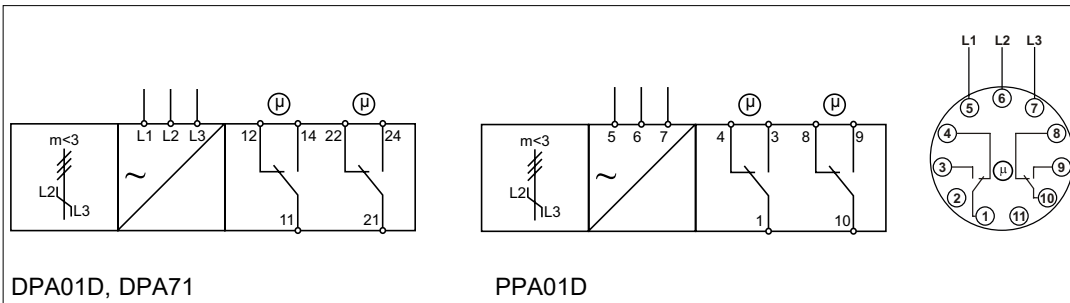 L1 L2 L3
5 6 7
4 8
3 μ 9
2 10
1 11
μ μ μ μ
L1 L2 L3 12 14 22 24
5 6 7 4 3 8 9
m<3 m<3
~ ~
L2 L3 L2 L3
11 21 1 10
DPA01D, DPA71 PPA01D